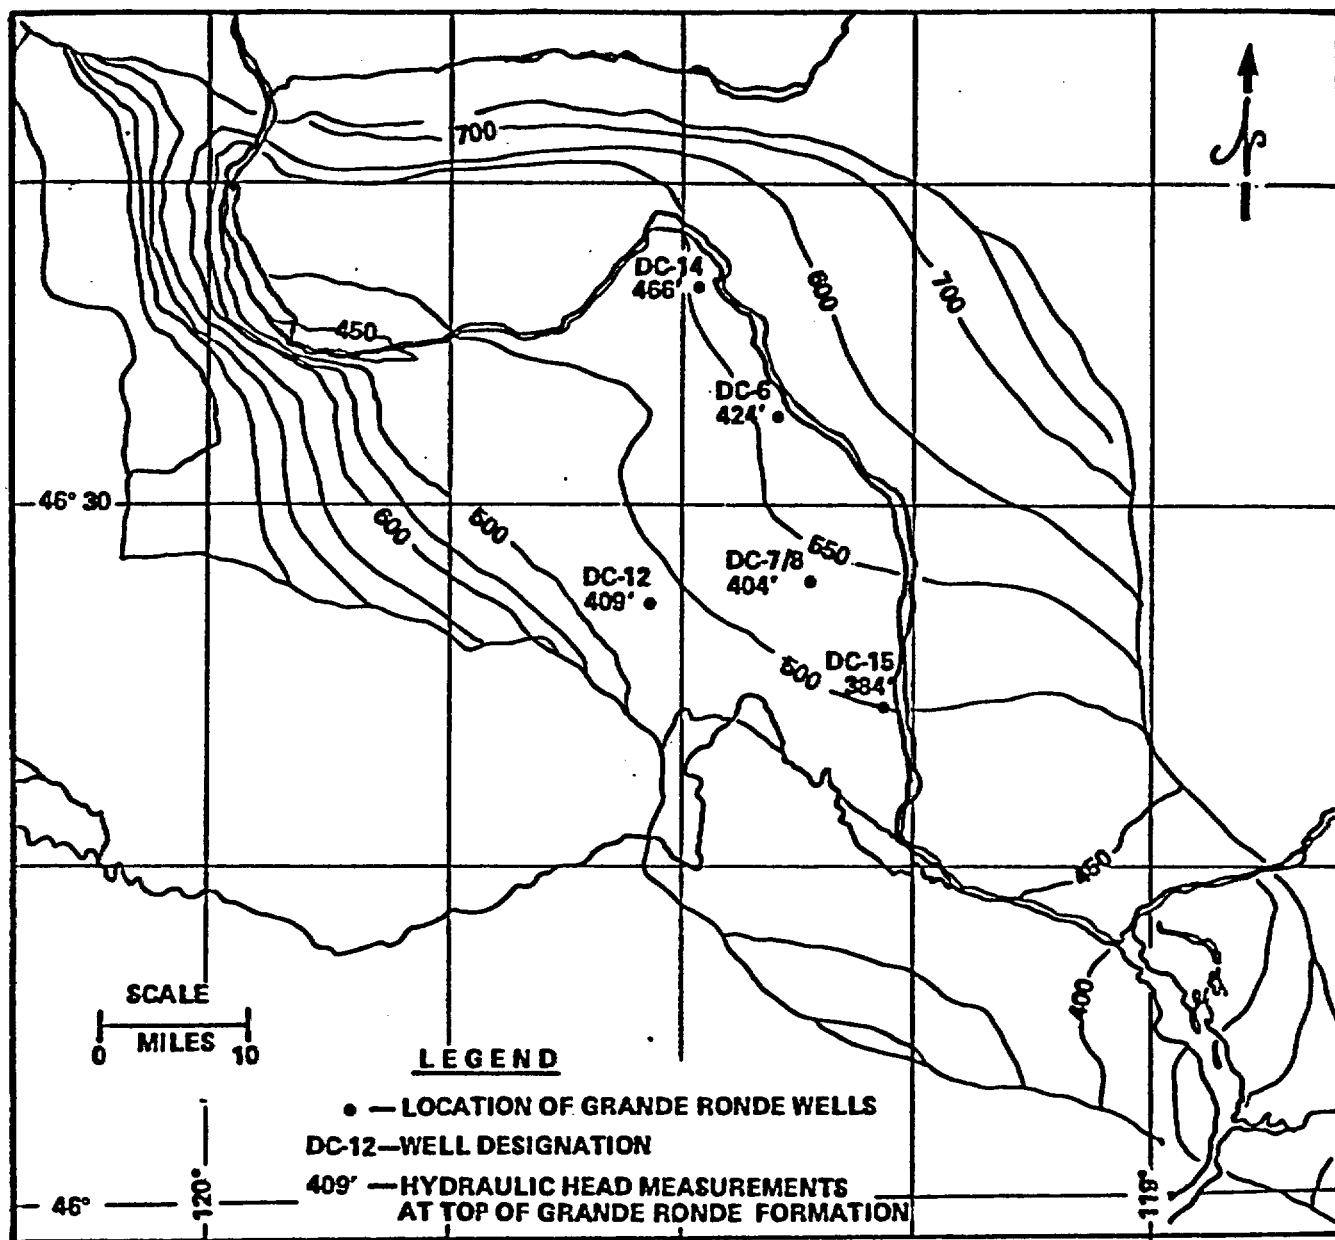 700
DC-14
466'
600
700
450
DC-6
424'
46° 30
600
500
550
DC-7/8
404'
DC-12
409'
500
DC-15
384'
450
400
SCALE
MILES
0 10
LEGEND
• — LOCATION OF GRANDE RONDE WELLS
DC-12—WELL DESIGNATION
409' — HYDRAULIC HEAD MEASUREMENTS
AT TOP OF GRANDE RONDE FORMATION
46°
120°
119°